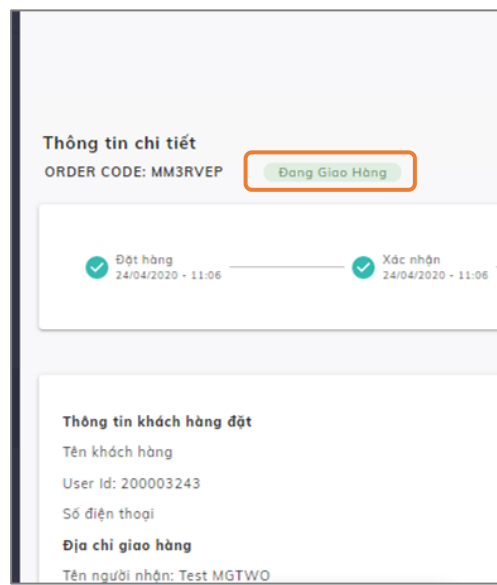 Thông tin chi tiết
ORDER CODE: MM3RVEP Đang Giao Hàng
Đặt hàng
24/04/2020 - 11:06
Xác nhận
24/04/2020 - 11:06
Thông tin khách hàng đặt
Tên khách hàng
User Id: 200003243
Số điện thoại
Địa chỉ giao hàng
Tên người nhận: Test MGTWO